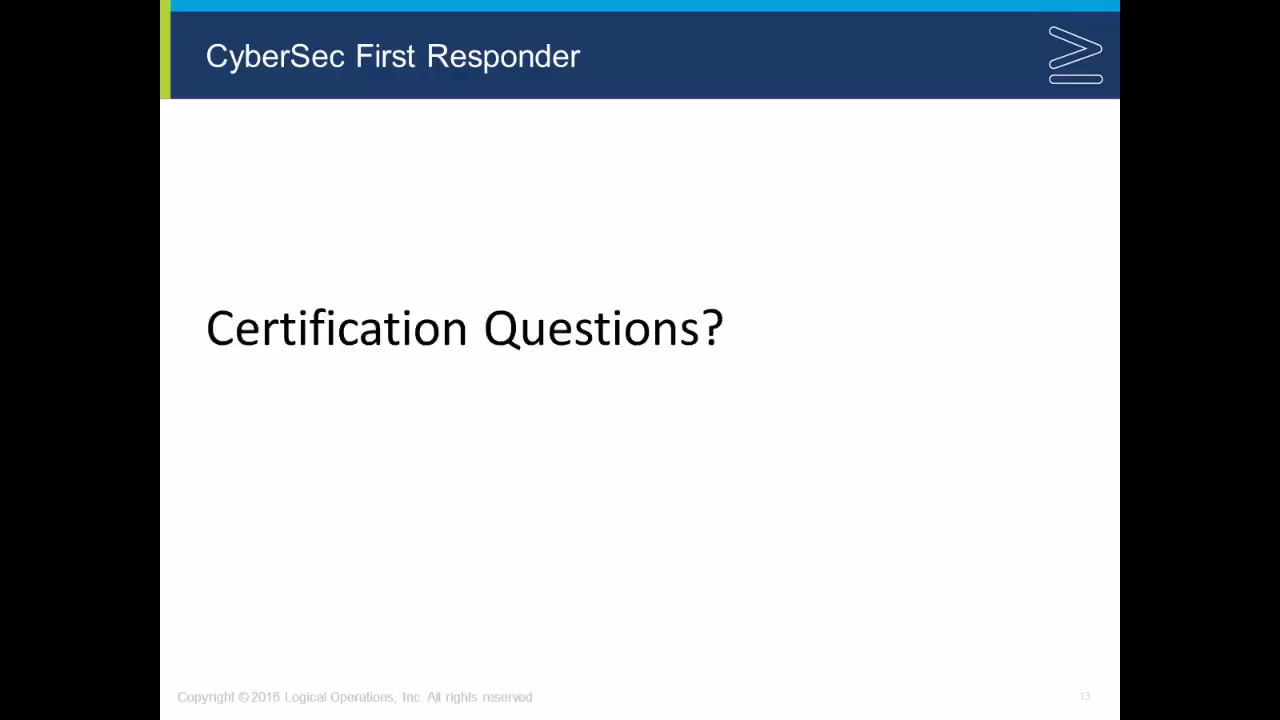 CyberSec First Responder
Certification Questions?
Copyright © 2016 Logical Operations, Inc. All rights reserved
13